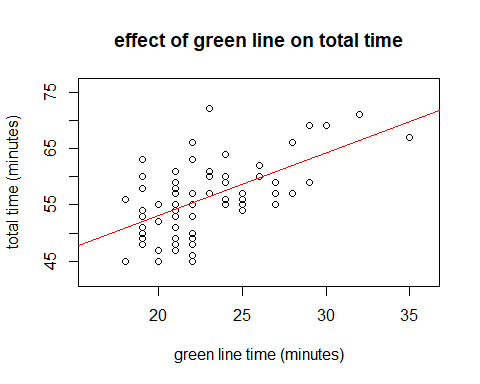 effect of green line on total time
total time (minutes)
75
65
55
45
20 25 30 35
green line time (minutes)